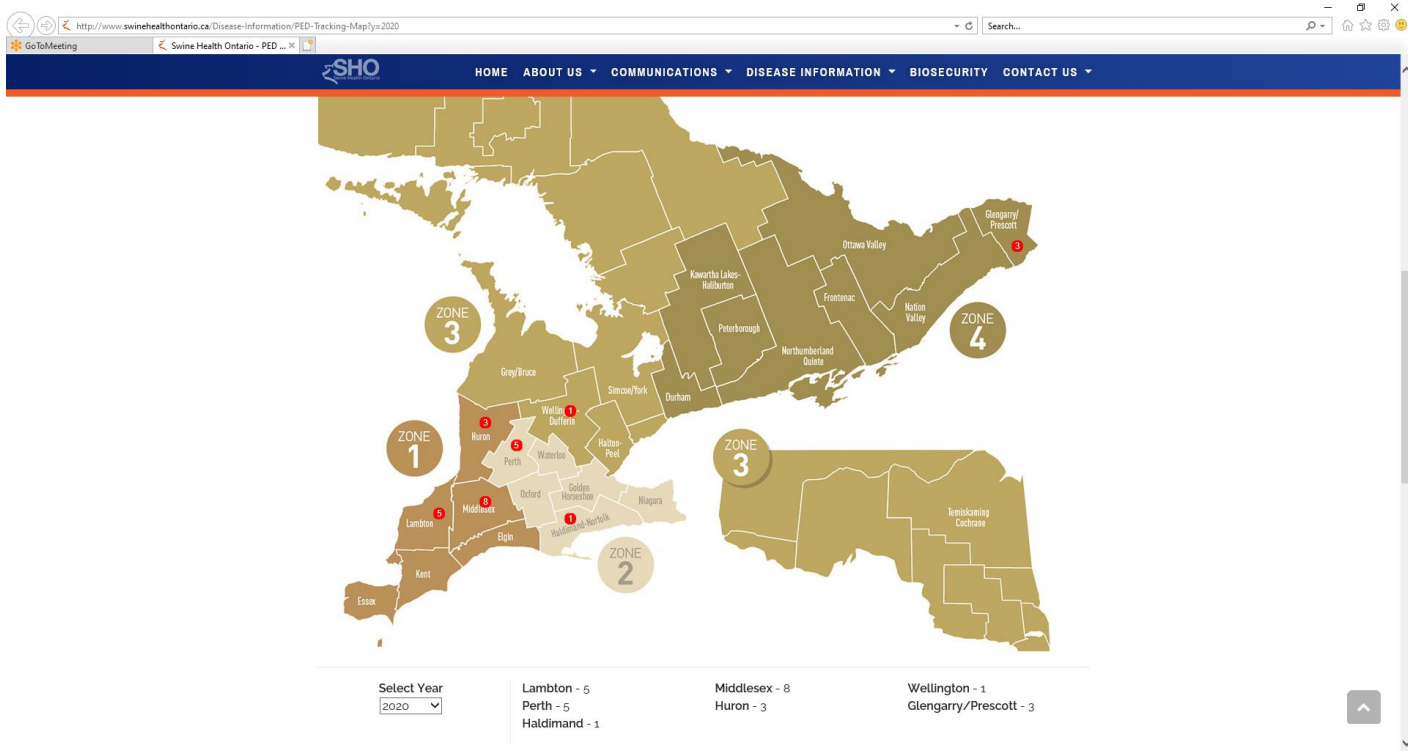 http://www.swinehealthontario.ca/Disease-Information/PED-Tracking-Map?y=2020
Search...
GoToMeeting
Swine Health Ontario - PED ...
SHO
Swine Health Ontario
HOME ABOUT US COMMUNICATIONS DISEASE INFORMATION BIOSECURITY CONTACT US
Glengarry/
Prescott
3
Ottawa Valley
Kawartha Lakes-
Haliburton
Frontenac
Nation
Valley
ZONE
4
Peterborough
Northumberland
Quinte
ZONE
3
Grey/Bruce
Simcoe/York
Durham
Wellin
1
-
Dufferin
3
Huron
ZONE
1
5
Perth
Waterloo
Halton-
Peel
ZONE
3
Oxford
Golden
Horseshoe
Niagara
8
Middlesex
5
Lambton
1
Haldimand-Norfolk
Elgin
Temiskaming
Cochrane
ZONE
2
Kent
Essex
Select Year
2020
Lambton - 5
Perth - 5
Haldimand - 1
Middlesex - 8
Huron - 3
Wellington - 1
Glengarry/Prescott - 3